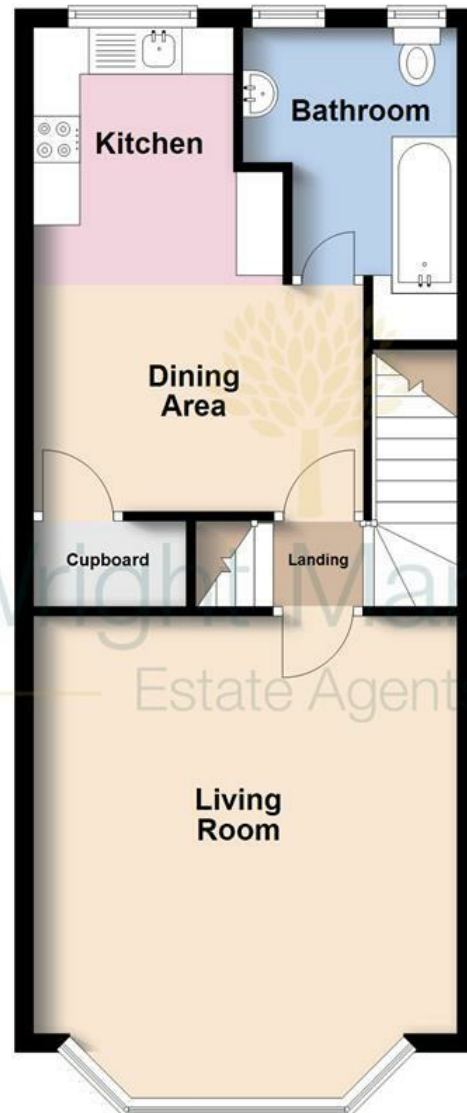 Bathroom
Kitchen
Dining
Area
Cupboard
Landing
Estate Agent
Living
Room